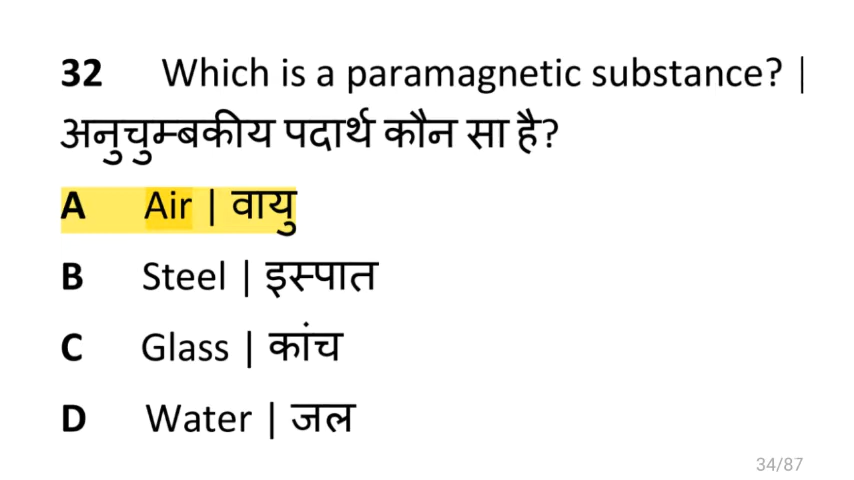 32 Which is a paramagnetic substance? |
अनुचुम्बकीय पदार्थ कौन सा है?
A Air | वायु
B Steel | इस्पात
C Glass | कांच
D Water | जल
34/87